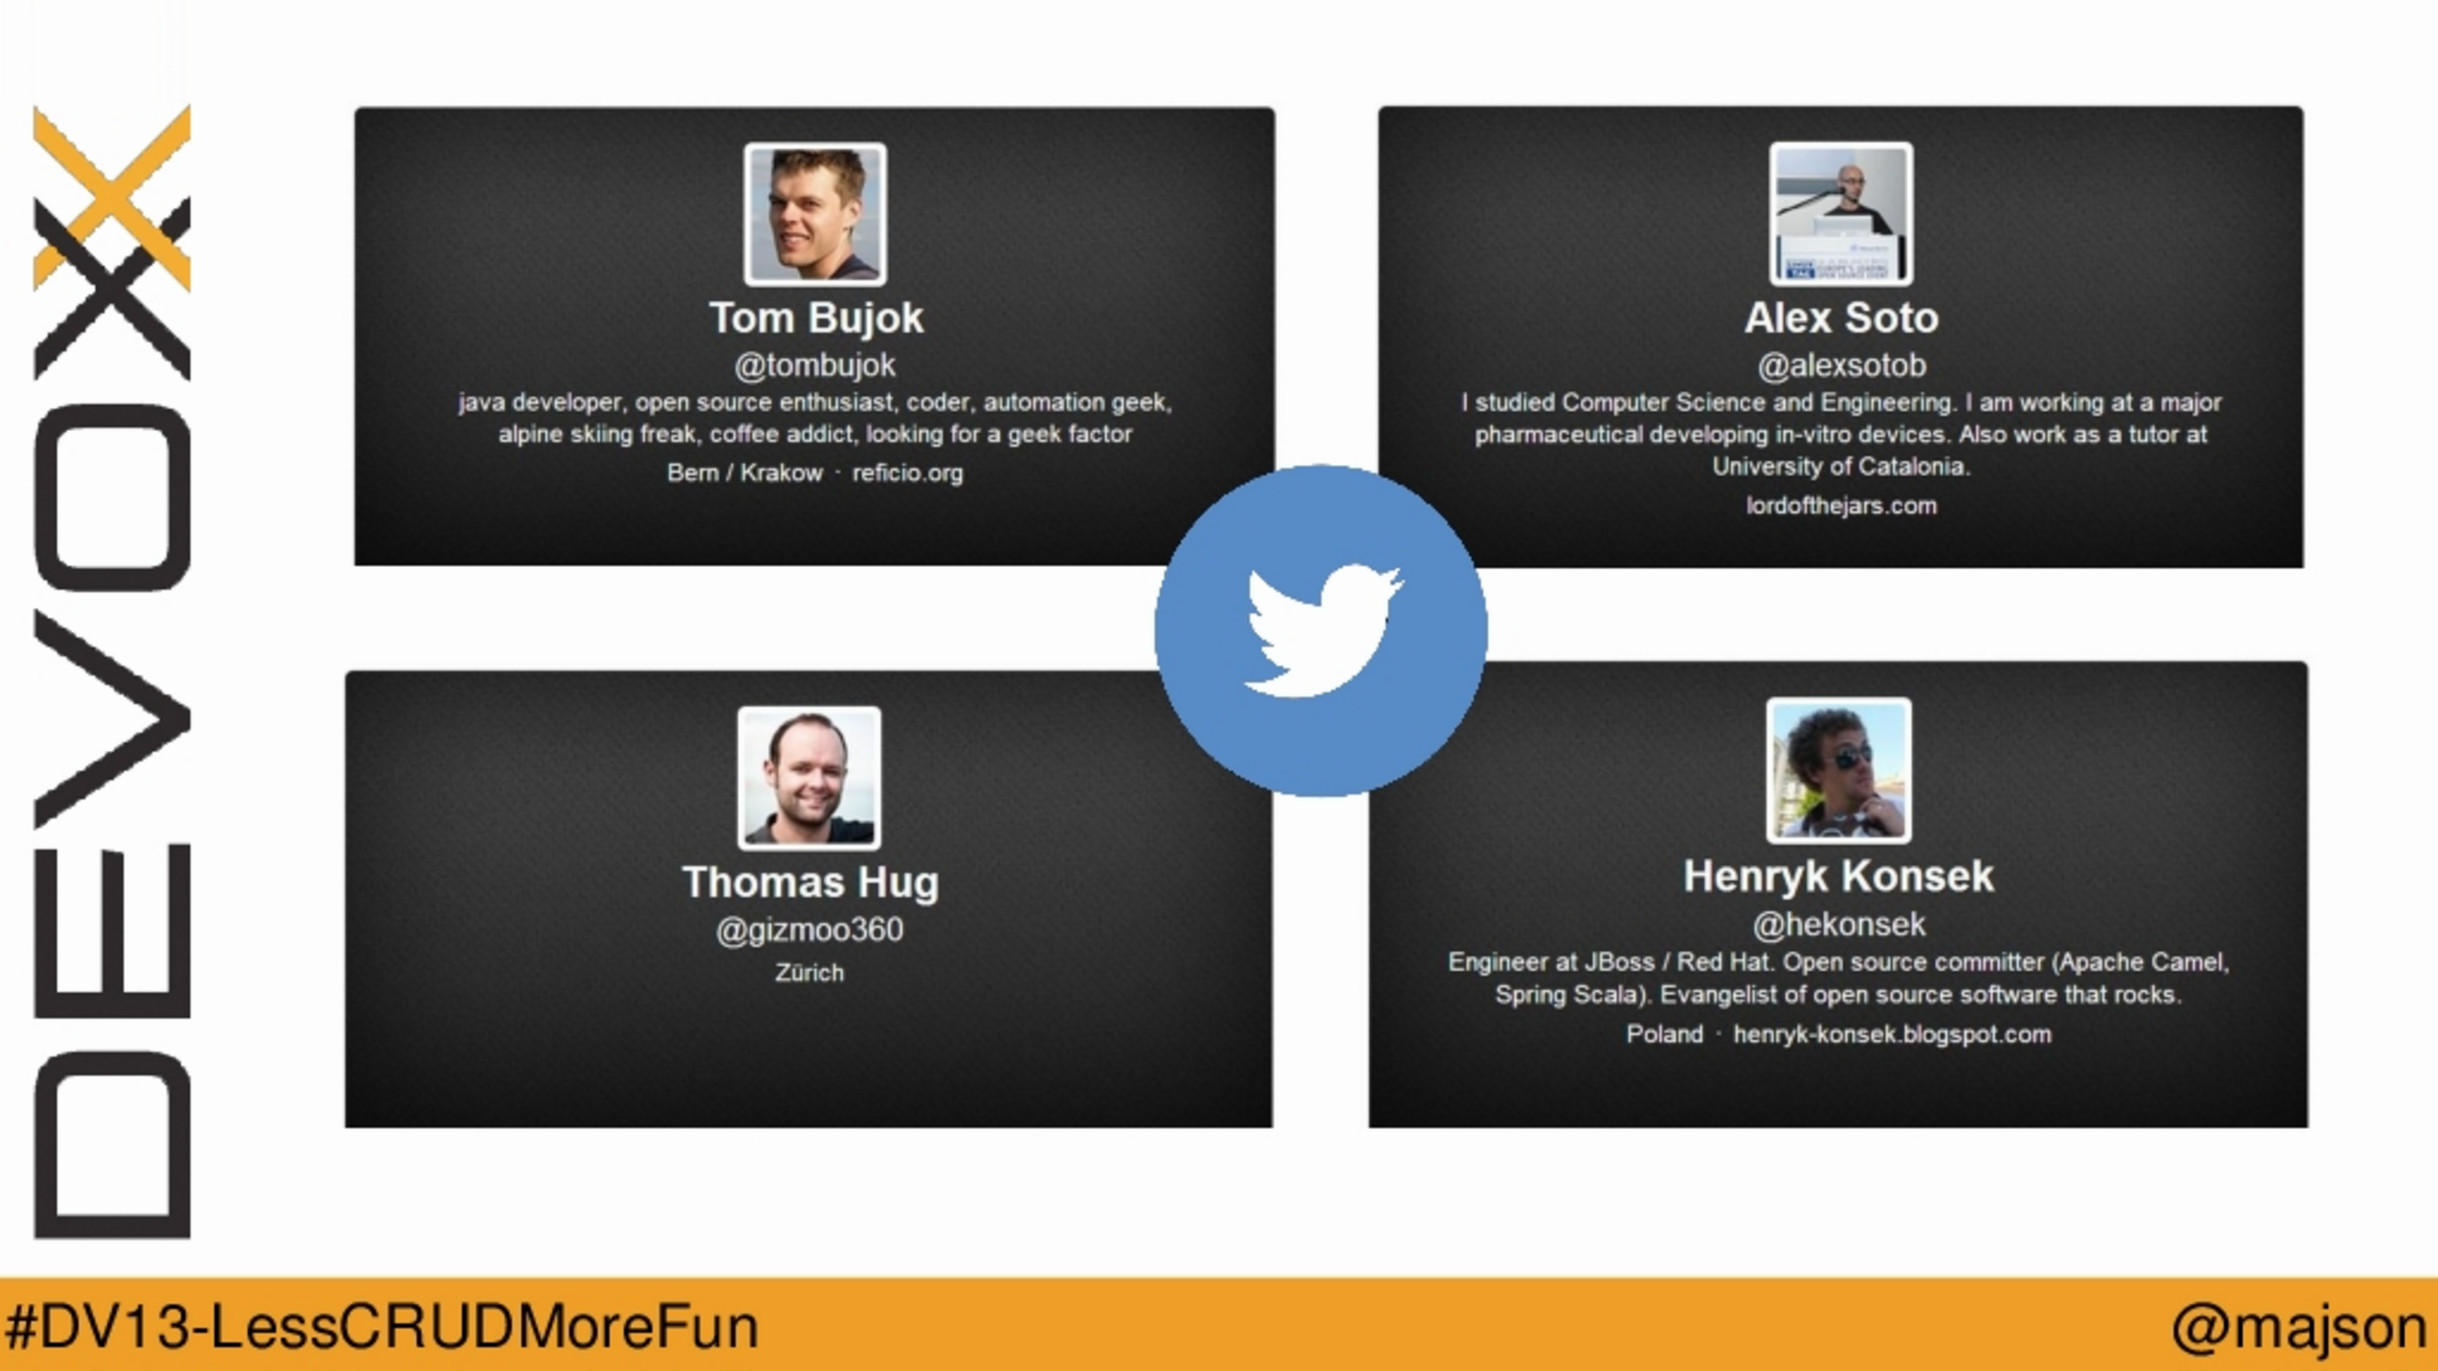 DEVOXX
Tom Bujok
@tombujok
java developer, open source enthusiast, coder, automation geek,
alpine skiing freak, coffee addict, looking for a geek factor
Bern / Krakow · reficio.org
Alex Soto
@alexsotob
I studied Computer Science and Engineering. I am working at a major
pharmaceutical developing in-vitro devices. Also work as a tutor at
University of Catalonia.
lordofthejars.com
Thomas Hug
@gizmoo360
Zürich
Henryk Konsek
@hekonsek
Engineer at JBoss / Red Hat. Open source committer (Apache Camel,
Spring Scala). Evangelist of open source software that rocks.
Poland · henryk-konsek.blogspot.com
#DV13-LessCRUDMoreFun
@majson